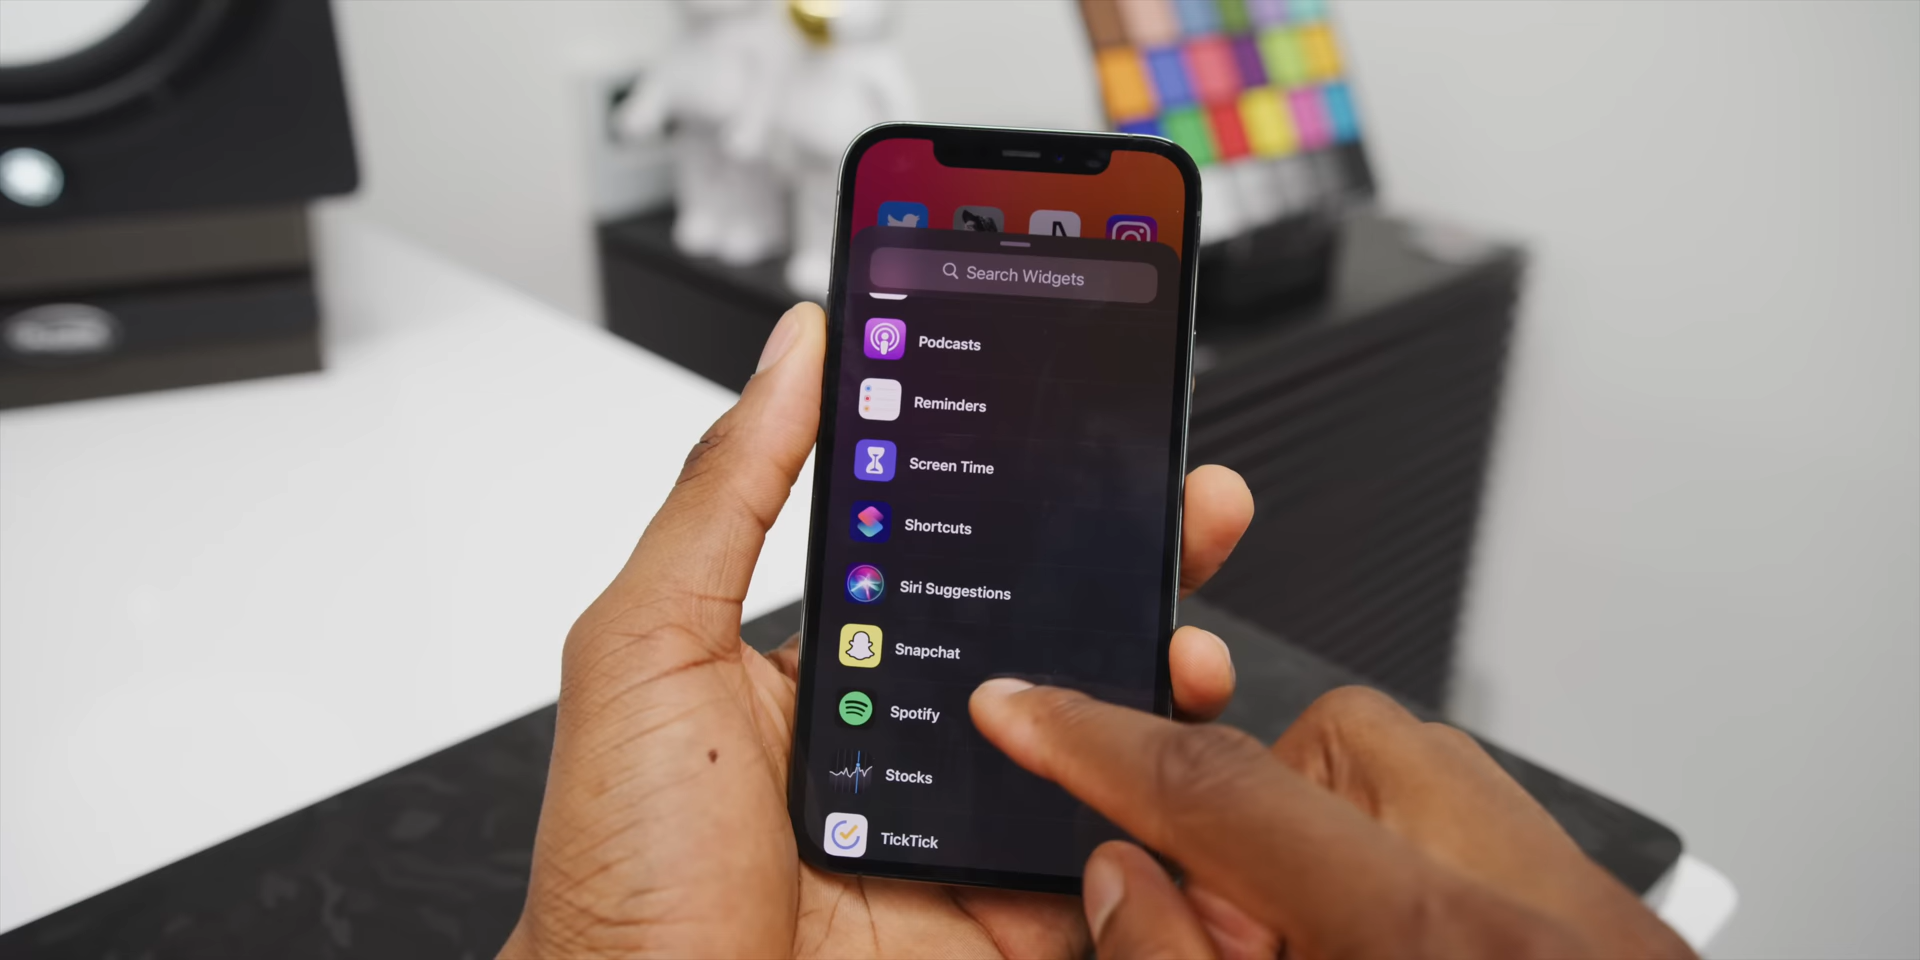 Search Widgets
Podcasts
Reminders
Screen Time
Shortcuts
Siri Suggestions
Snapchat
Spotify
Stocks
TickTick